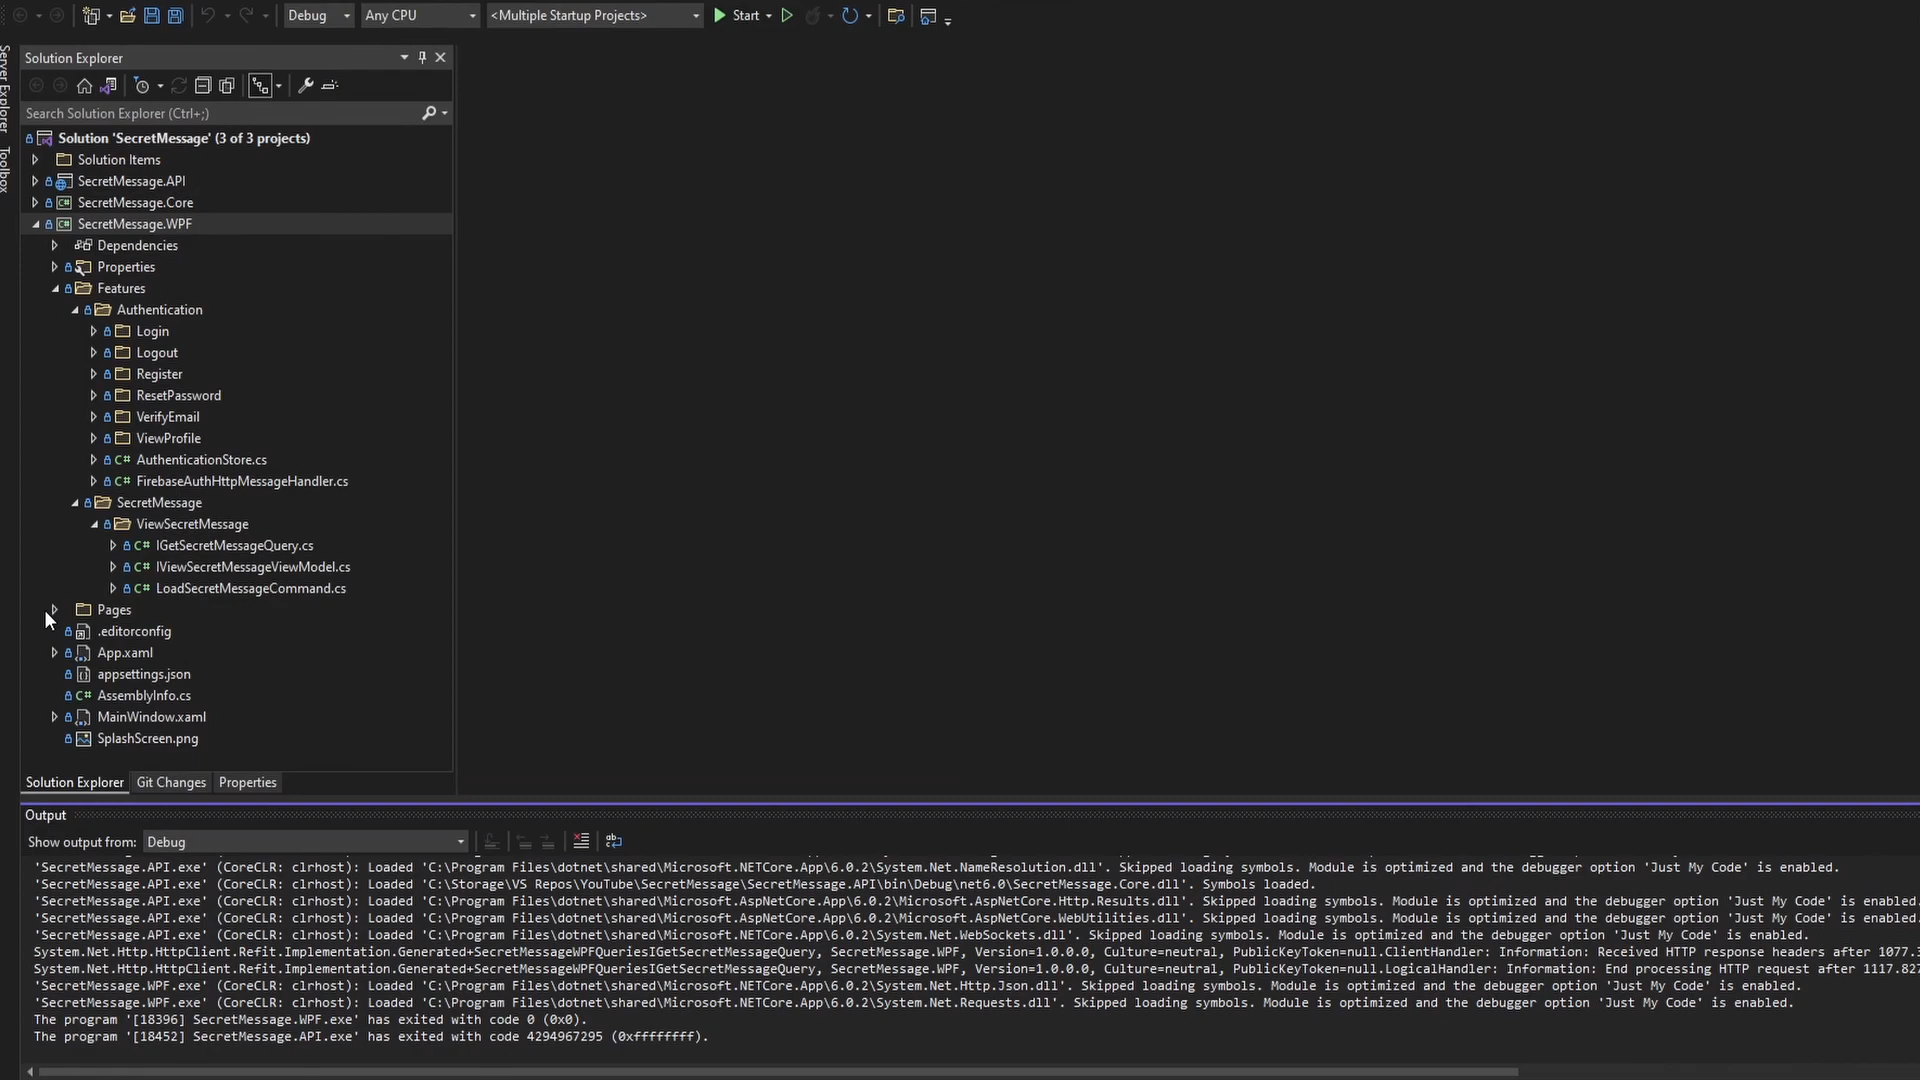 Debug Any CPU <Multiple Startup Projects> Start
Server Explorer
Toolbox
Solution Explorer
Search Solution Explorer (Ctrl+;)
Solution 'SecretMessage' (3 of 3 projects)
Solution Items
SecretMessage.API
SecretMessage.Core
C# SecretMessage.WPF
Dependencies
Properties
Features
Authentication
Login
Logout
Register
ResetPassword
VerifyEmail
ViewProfile
C# AuthenticationStore.cs
C# FirebaseAuthHttpMessageHandler.cs
SecretMessage
ViewSecretMessage
C# IGetSecretMessageQuery.cs
C# IViewSecretMessageViewModel.cs
C# LoadSecretMessageCommand.cs
Pages
.editorconfig
App.xaml
appsettings.json
C# AssemblyInfo.cs
MainWindow.xaml
SplashScreen.png
Solution Explorer Git Changes Properties
Output
Show output from: Debug
'SecretMessage.API.exe' (CoreCLR: clrhost): Loaded 'C:\Program Files\dotnet\shared\Microsoft.NETCore.App\6.0.2\System.Net.NameResolution.dll'. Skipped loading symbols. Module is optimized and the debugger option 'Just My Code' is enabled.
'SecretMessage.API.exe' (CoreCLR: clrhost): Loaded 'C:\Storage\VS Repos\YouTube\SecretMessage\SecretMessage.API\bin\Debug\net6.0\SecretMessage.Core.dll'. Symbols loaded.
'SecretMessage.API.exe' (CoreCLR: clrhost): Loaded 'C:\Program Files\dotnet\shared\Microsoft.AspNetCore.App\6.0.2\Microsoft.AspNetCore.Http.Results.dll'. Skipped loading symbols. Module is optimized and the debugger option 'Just My Code' is enabled.
'SecretMessage.API.exe' (CoreCLR: clrhost): Loaded 'C:\Program Files\dotnet\shared\Microsoft.AspNetCore.App\6.0.2\Microsoft.AspNetCore.WebUtilities.dll'. Skipped loading symbols. Module is optimized and the debugger option 'Just My Code' is enabled.
'SecretMessage.API.exe' (CoreCLR: clrhost): Loaded 'C:\Program Files\dotnet\shared\Microsoft.NETCore.App\6.0.2\System.Net.WebSockets.dll'. Skipped loading symbols. Module is optimized and the debugger option 'Just My Code' is enabled.
System.Net.Http.HttpClient.Refit.Implementation.Generated+SecretMessageWPFQueriesIGetSecretMessageQuery, SecretMessage.WPF, Version=1.0.0.0, Culture=neutral, PublicKeyToken=null.ClientHandler: Information: Received HTTP response headers after 1077.
System.Net.Http.HttpClient.Refit.Implementation.Generated+SecretMessageWPFQueriesIGetSecretMessageQuery, SecretMessage.WPF, Version=1.0.0.0, Culture=neutral, PublicKeyToken=null.LogicalHandler: Information: End processing HTTP request after 1117.827
'SecretMessage.WPF.exe' (CoreCLR: clrhost): Loaded 'C:\Program Files\dotnet\shared\Microsoft.NETCore.App\6.0.2\System.Net.Http.Json.dll'. Skipped loading symbols. Module is optimized and the debugger option 'Just My Code' is enabled.
'SecretMessage.WPF.exe' (CoreCLR: clrhost): Loaded 'C:\Program Files\dotnet\shared\Microsoft.NETCore.App\6.0.2\System.Net.Requests.dll'. Skipped loading symbols. Module is optimized and the debugger option 'Just My Code' is enabled.
The program '[18396] SecretMessage.WPF.exe' has exited with code 0 (0x0).
The program '[18452] SecretMessage.API.exe' has exited with code 4294967295 (0xffffffff).